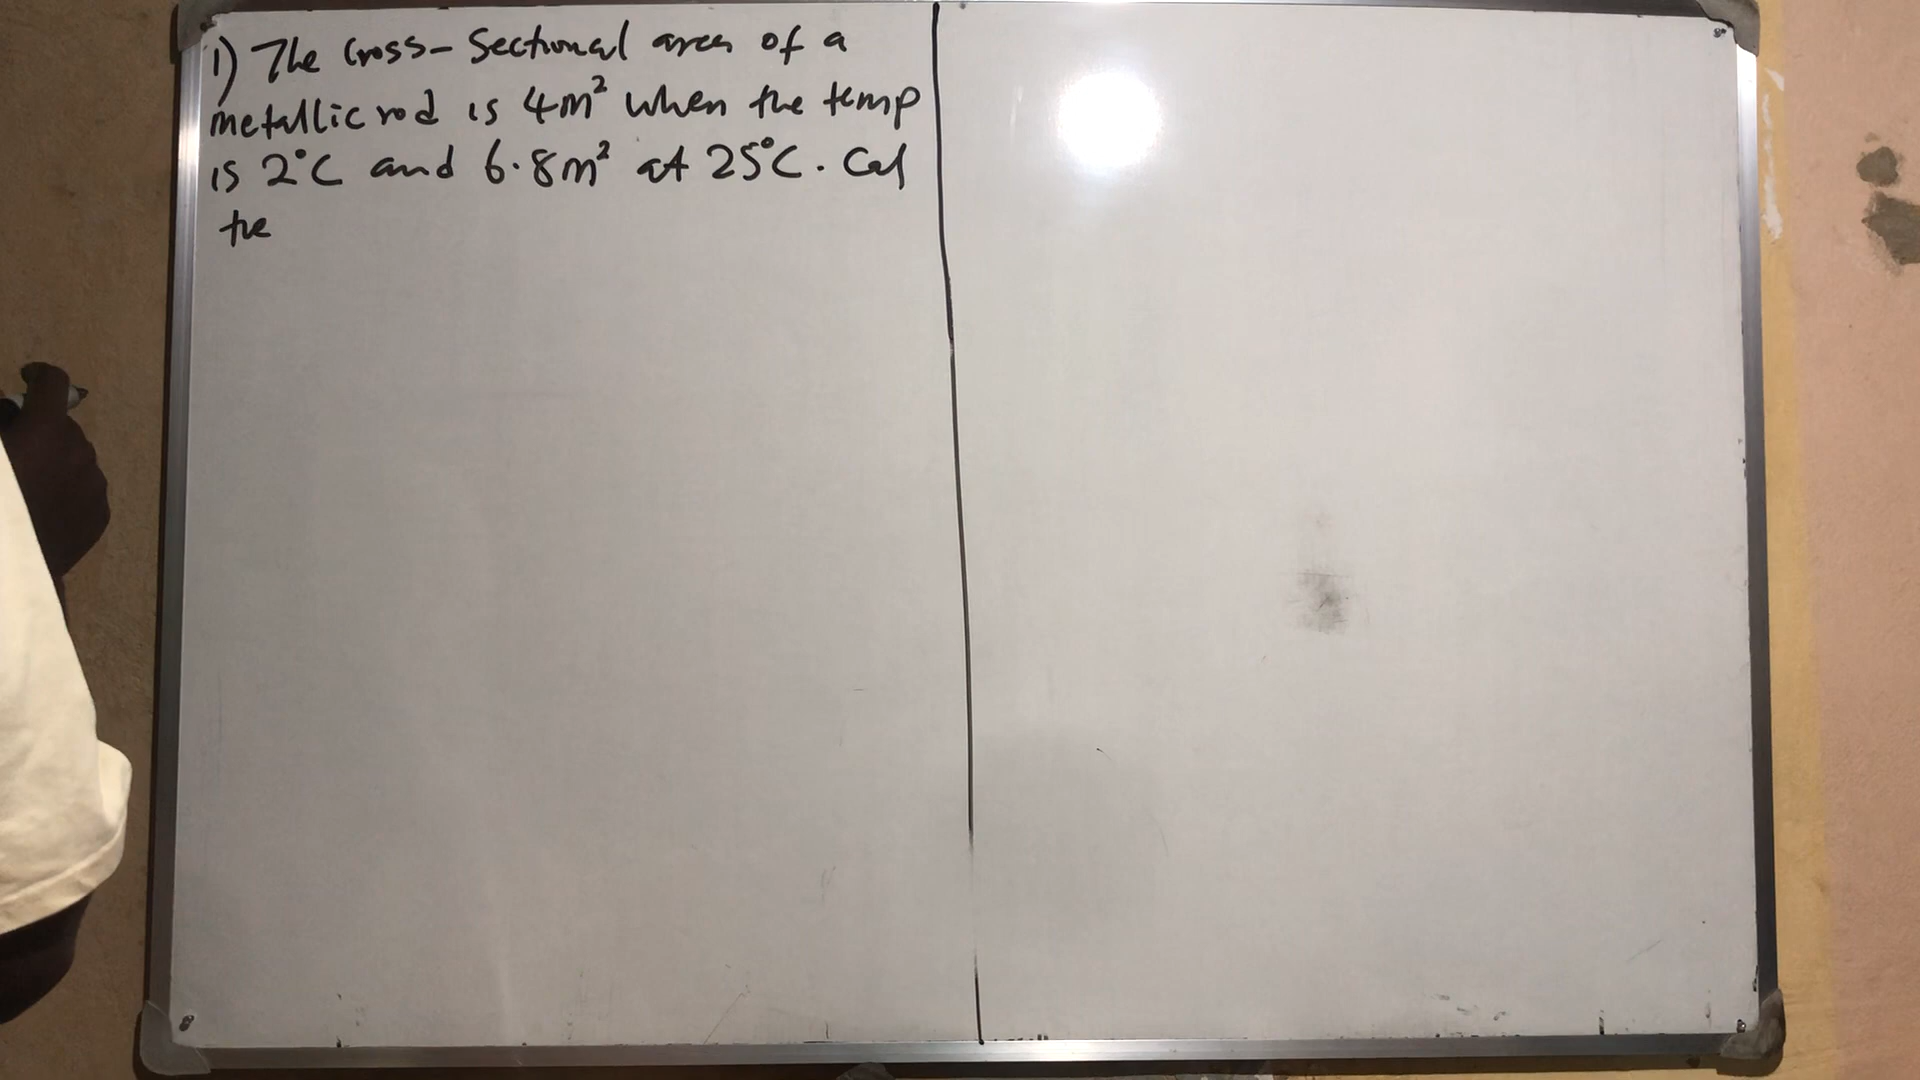 1) The Cross-Sectional area of a
metallic rod is 4m² when the temp
is 2°C and 6.8m² at 25°C. Cal
the